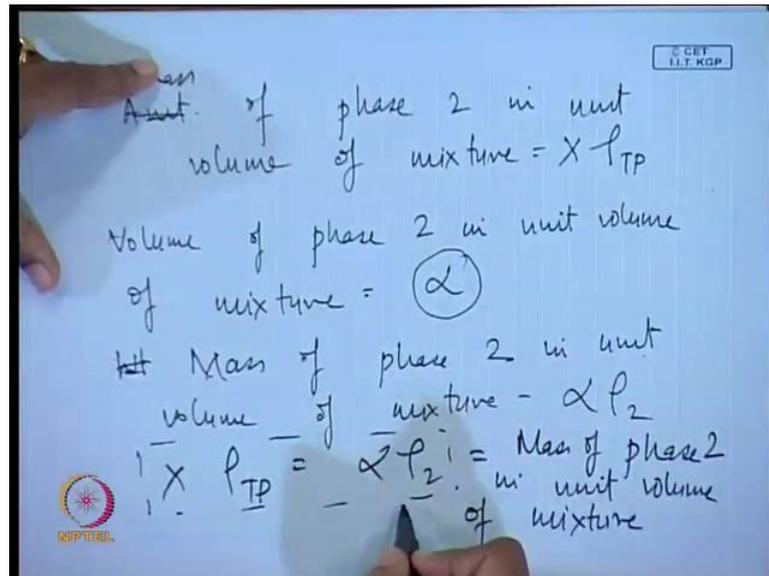 © CET
I.I.T. KGP
Mass
Amt. of phase 2 in unit
volume of mixture = x ρTP
Volume of phase 2 in unit volume
of mixture = α
Mass of phase 2 in unit
volume of mixture - α ρ2
x ρTP = α ρ2 = Mass of phase 2
in unit volume
of mixture
NPTEL